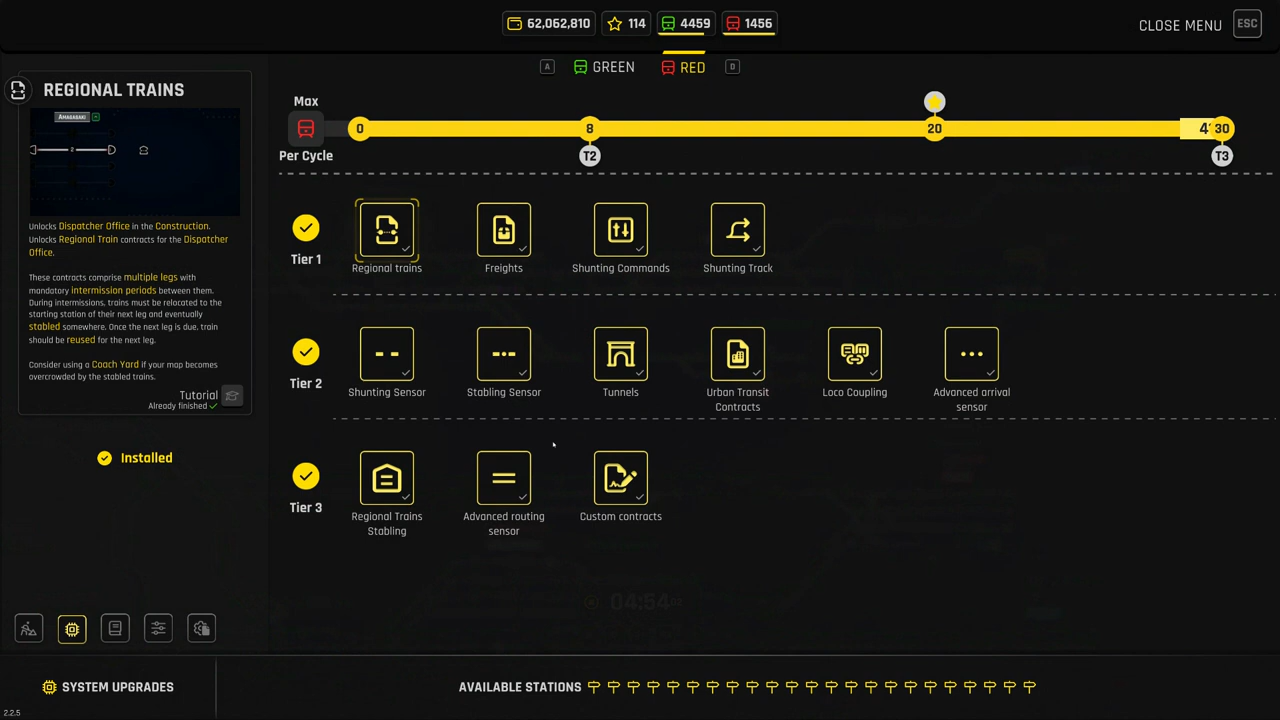 62,062,810 114 4459 1456
CLOSE MENU ESC
A GREEN RED D
REGIONAL TRAINS
AMAGASAKI
2
Unlocks Dispatcher Office in the Construction.
Unlocks Regional Train contracts for the Dispatcher
Office.
These contracts comprise multiple legs with
mandatory intermission periods between them.
During intermissions, trains must be relocated to the
starting station of their next leg and eventually
stabled somewhere. Once the next leg is due, train
should be reused for the next leg.
Consider using a Coach Yard if your map becomes
overcrowded by the stabled trains.
Tutorial
Already finished
Installed
Max
Per Cycle
0 8 20 30
T2 T3
Tier 1
Regional trains
Freights
Shunting Commands
Shunting Track
Tier 2
Shunting Sensor
Stabling Sensor
Tunnels
Urban Transit
Contracts
Loco Coupling
Advanced arrival
sensor
Tier 3
Regional Trains
Stabling
Advanced routing
sensor
Custom contracts
04:54
SYSTEM UPGRADES
AVAILABLE STATIONS
2.2.5